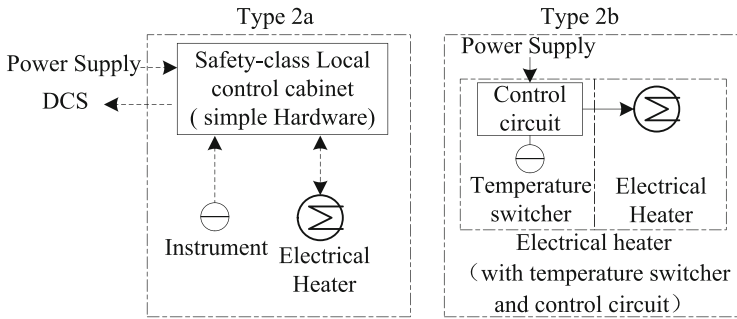 Type 2a
Power Supply
DCS
Safety-class Local
control cabinet
( simple Hardware)
Instrument
Electrical
Heater
Type 2b
Power Supply
Control
circuit
Temperature
switcher
Electrical
Heater
Electrical heater
（with temperature switcher
and control circuit）